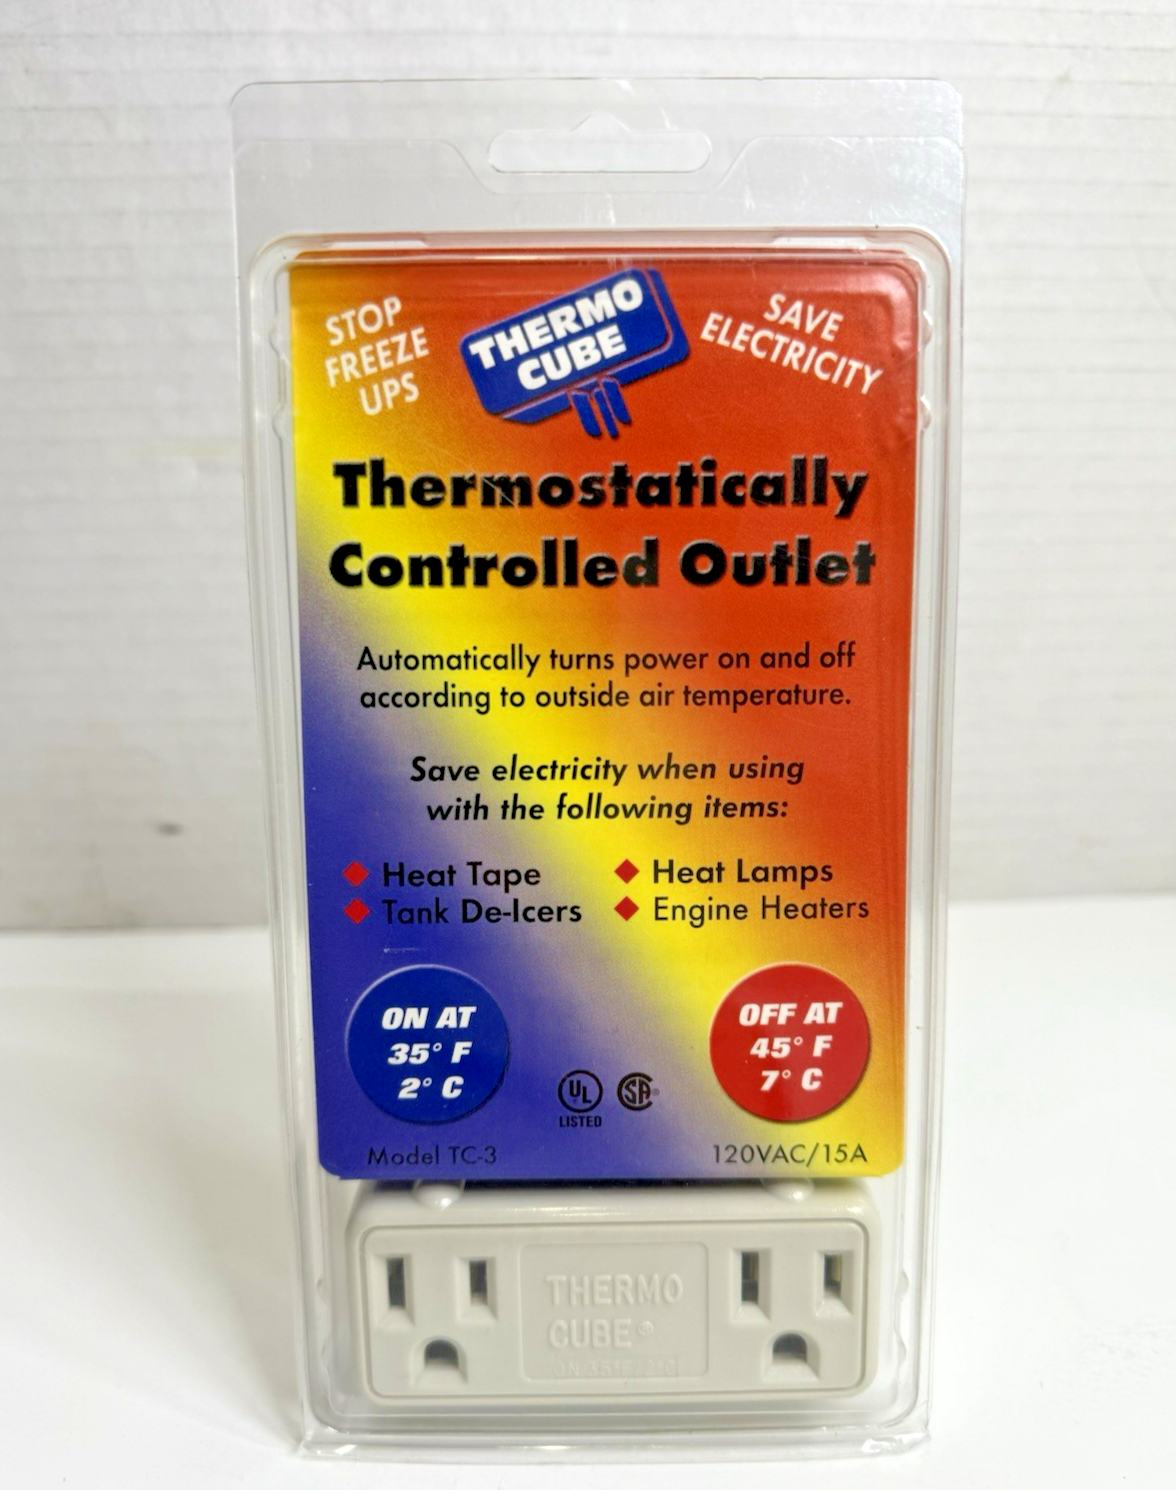 STOP
FREEZE
UPS
THERMO
CUBE
SAVE
ELECTRICITY
Thermostatically
Controlled Outlet
Automatically turns power on and off
according to outside air temperature.
Save electricity when using
with the following items:
Heat Tape
Heat Lamps
Tank De-Icers
Engine Heaters
ON AT
35° F
2° C
OFF AT
45° F
7° C
UL
LISTED
SA
Model TC-3
120VAC/15A
THERMO
CUBE®